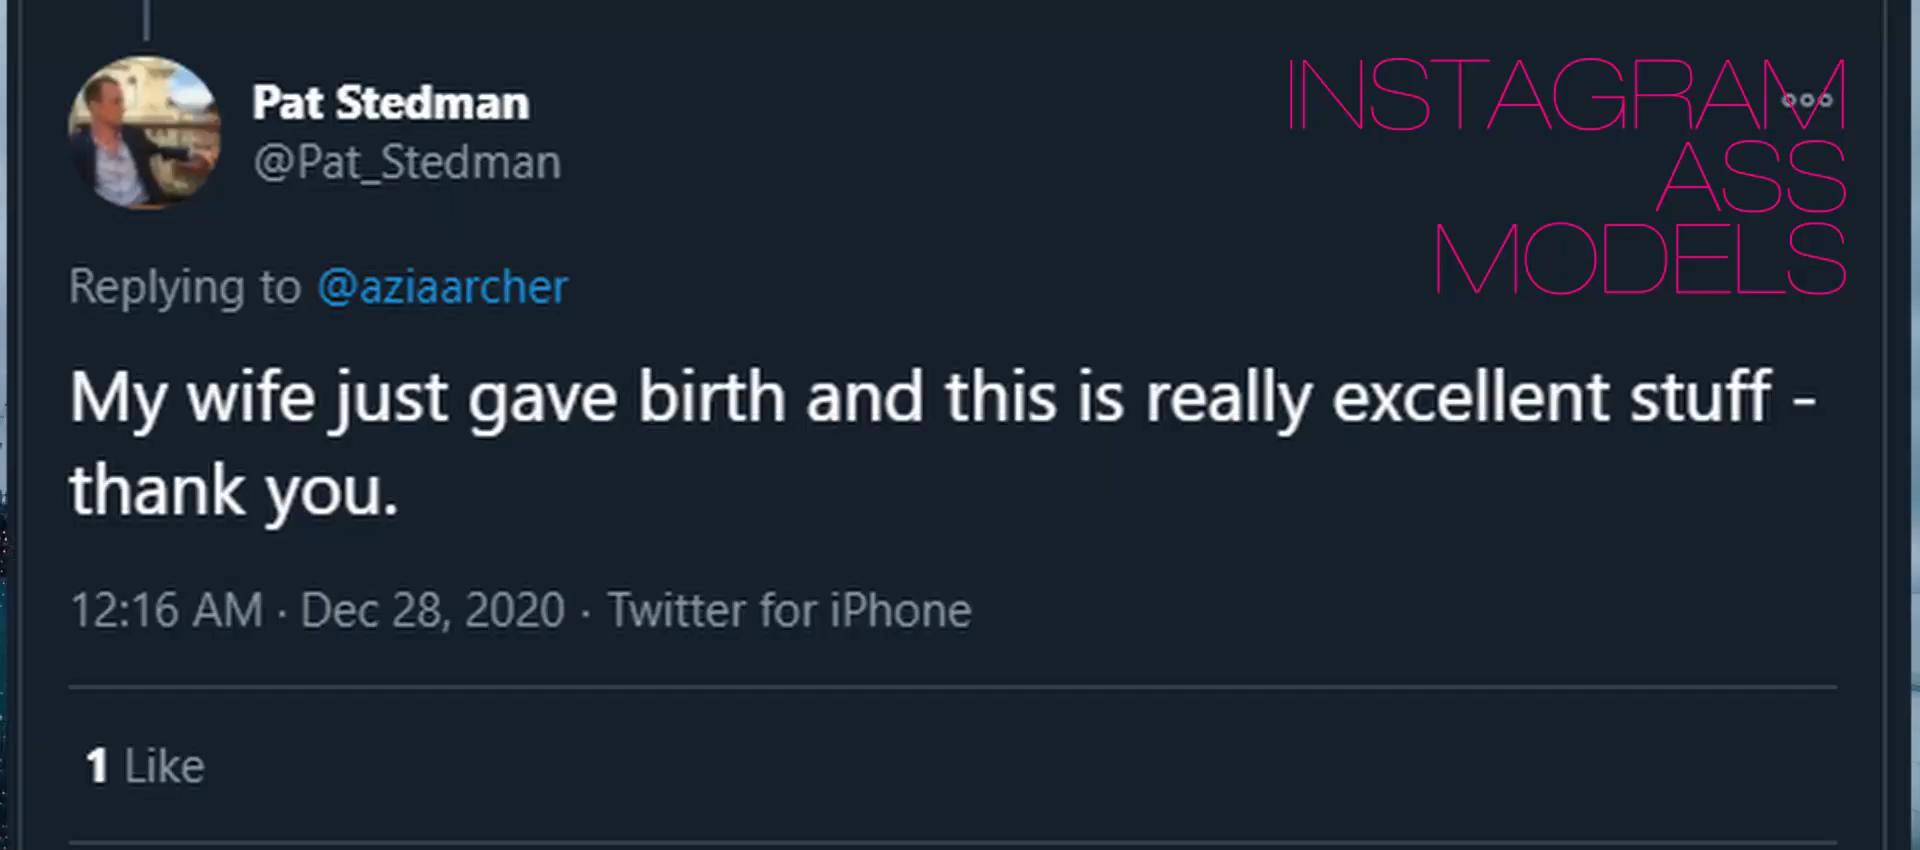 Pat Stedman
@Pat_Stedman
INSTAGRAM
ASS
MODELS
Replying to @aziaarcher
My wife just gave birth and this is really excellent stuff -
thank you.
12:16 AM · Dec 28, 2020 · Twitter for iPhone
1 Like